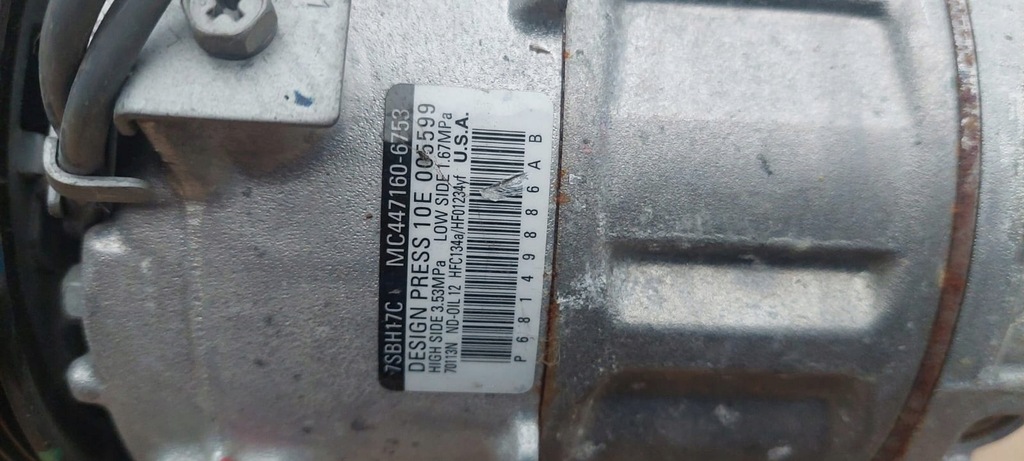 7SBH17C MC447160-6753
DESIGN PRESS 10E 005599
HIGH SIDE 3.53MPa LOW SIDE 1.67MPa
70113N ND-OIL12 HFC134a/HFO1234yf U.S.A.
P68149886AB